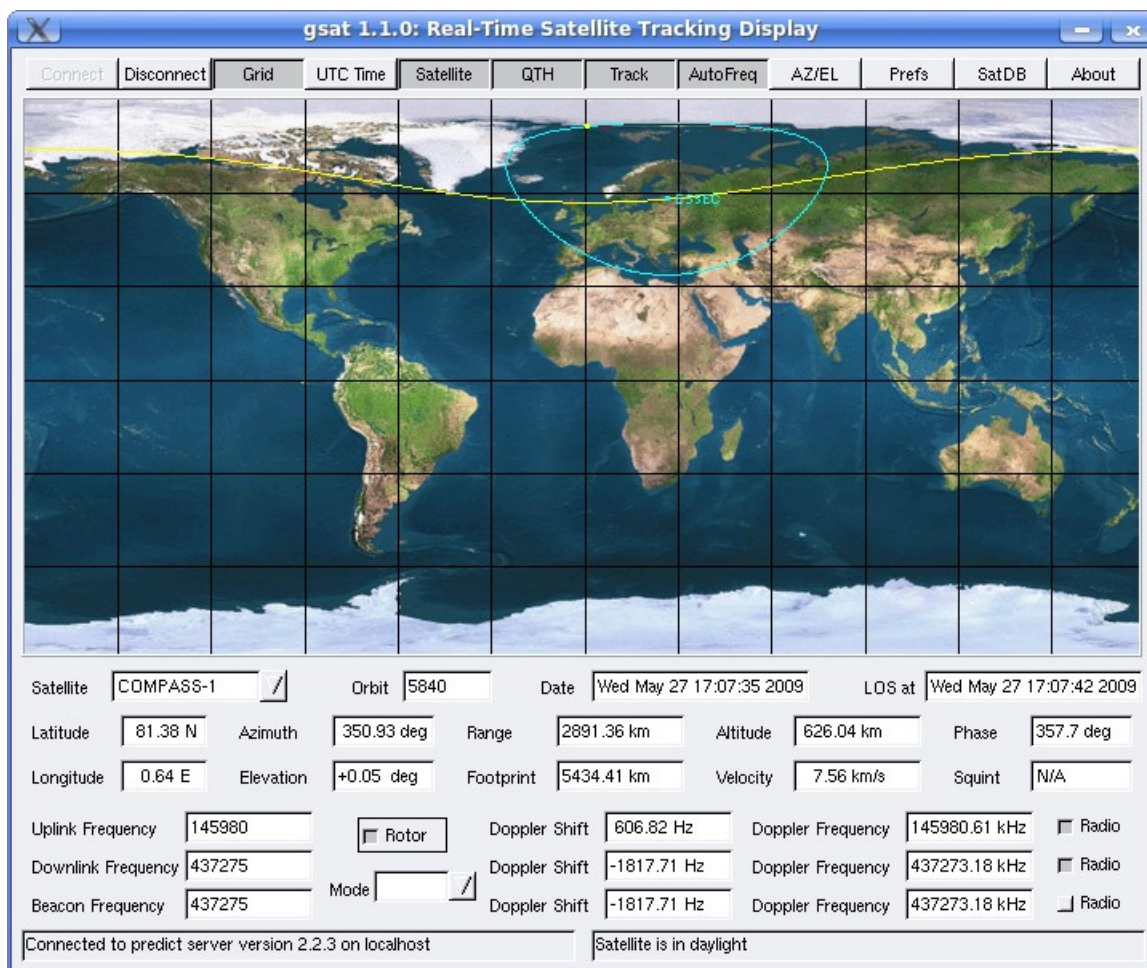 gsat 1.1.0: Real-Time Satellite Tracking Display
Connect Disconnect Grid UTC Time Satellite QTH Track AutoFreq AZ/EL Prefs SatDB About
Satellite COMPASS-1 Orbit 5840 Date Wed May 27 17:07:35 2009 LOS at Wed May 27 17:07:42 2009
Latitude 81.38 N Azimuth 350.93 deg Range 2891.36 km Altitude 626.04 km Phase 357.7 deg
Longitude 0.64 E Elevation +0.05 deg Footprint 5434.41 km Velocity 7.56 km/s Squint N/A
Uplink Frequency 145980 Rotor Doppler Shift 606.82 Hz Doppler Frequency 145980.61 kHz Radio
Downlink Frequency 437275 Doppler Shift -1817.71 Hz Doppler Frequency 437273.18 kHz Radio
Mode
Beacon Frequency 437275 Doppler Shift -1817.71 Hz Doppler Frequency 437273.18 kHz Radio
Connected to predict server version 2.2.3 on localhost Satellite is in daylight